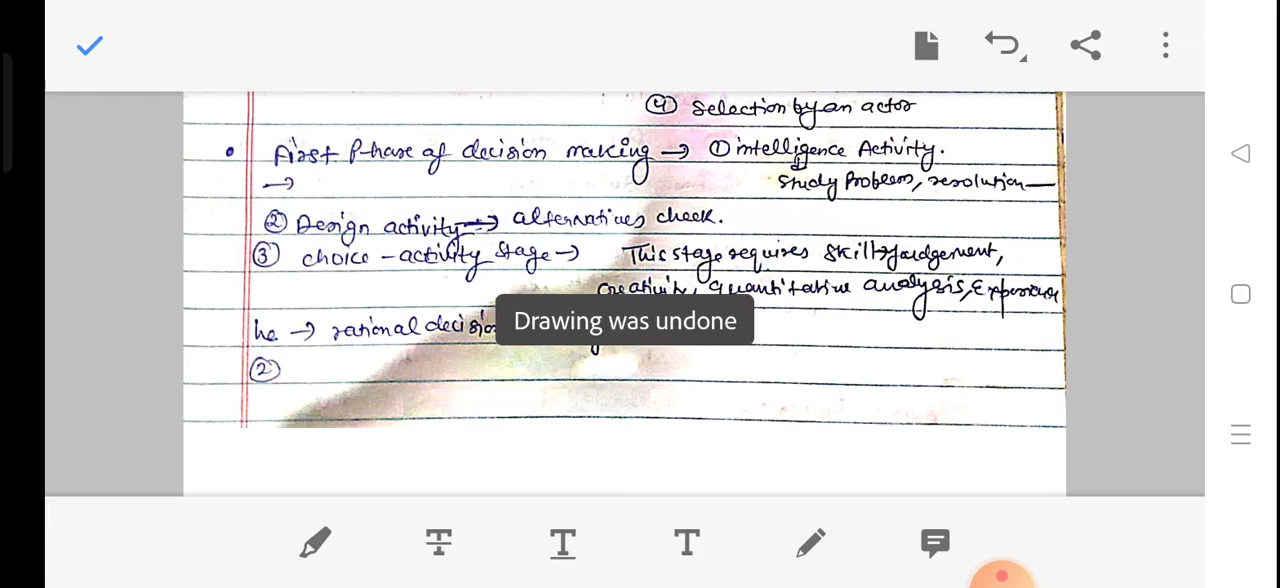 ④ Selection by an actor
• First Phase of decision making → ① intelligence Activity.
→ Study Problem, resolution—
② Design activity → alternatives check.
③ choice - activity stage → This stage requires skill, judgement,
creativity, quantitative analysis, Experience
he → rational decision
Drawing was undone
②